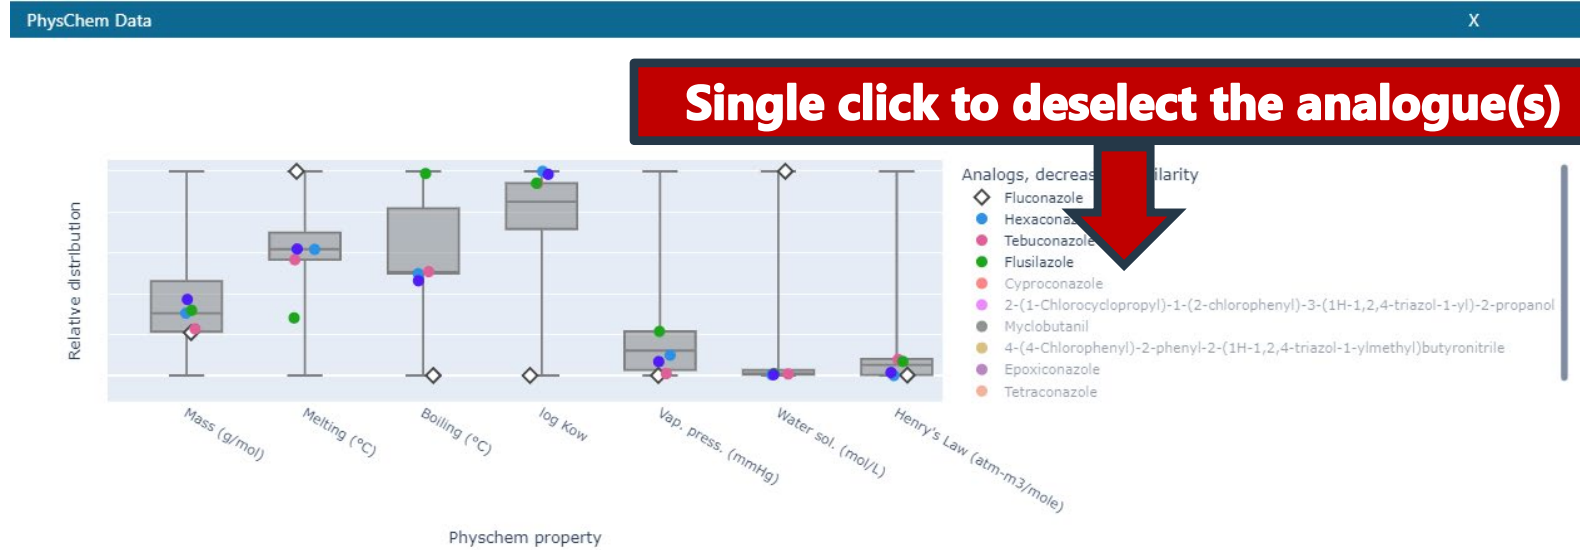 PhysChem Data
X
Single click to deselect the analogue(s)
Analogs, decreas ilarity
Fluconazole
Hexacona
Tebuconazole
Flusilazole
Cyproconazole
2-(1-Chlorocyclopropyl)-1-(2-chlorophenyl)-3-(1H-1,2,4-triazol-1-yl)-2-propanol
Myclobutanil
4-(4-Chlorophenyl)-2-phenyl-2-(1H-1,2,4-triazol-1-ylmethyl)butyronitrile
Epoxiconazole
Tetraconazole
Relative distribution
Mass (g/mol)
Melting (°C)
Boiling (°C)
log Kow
Vap. press. (mmHg)
Water sol. (mol/L)
Henry's Law (atm-m3/mole)
Physchem property